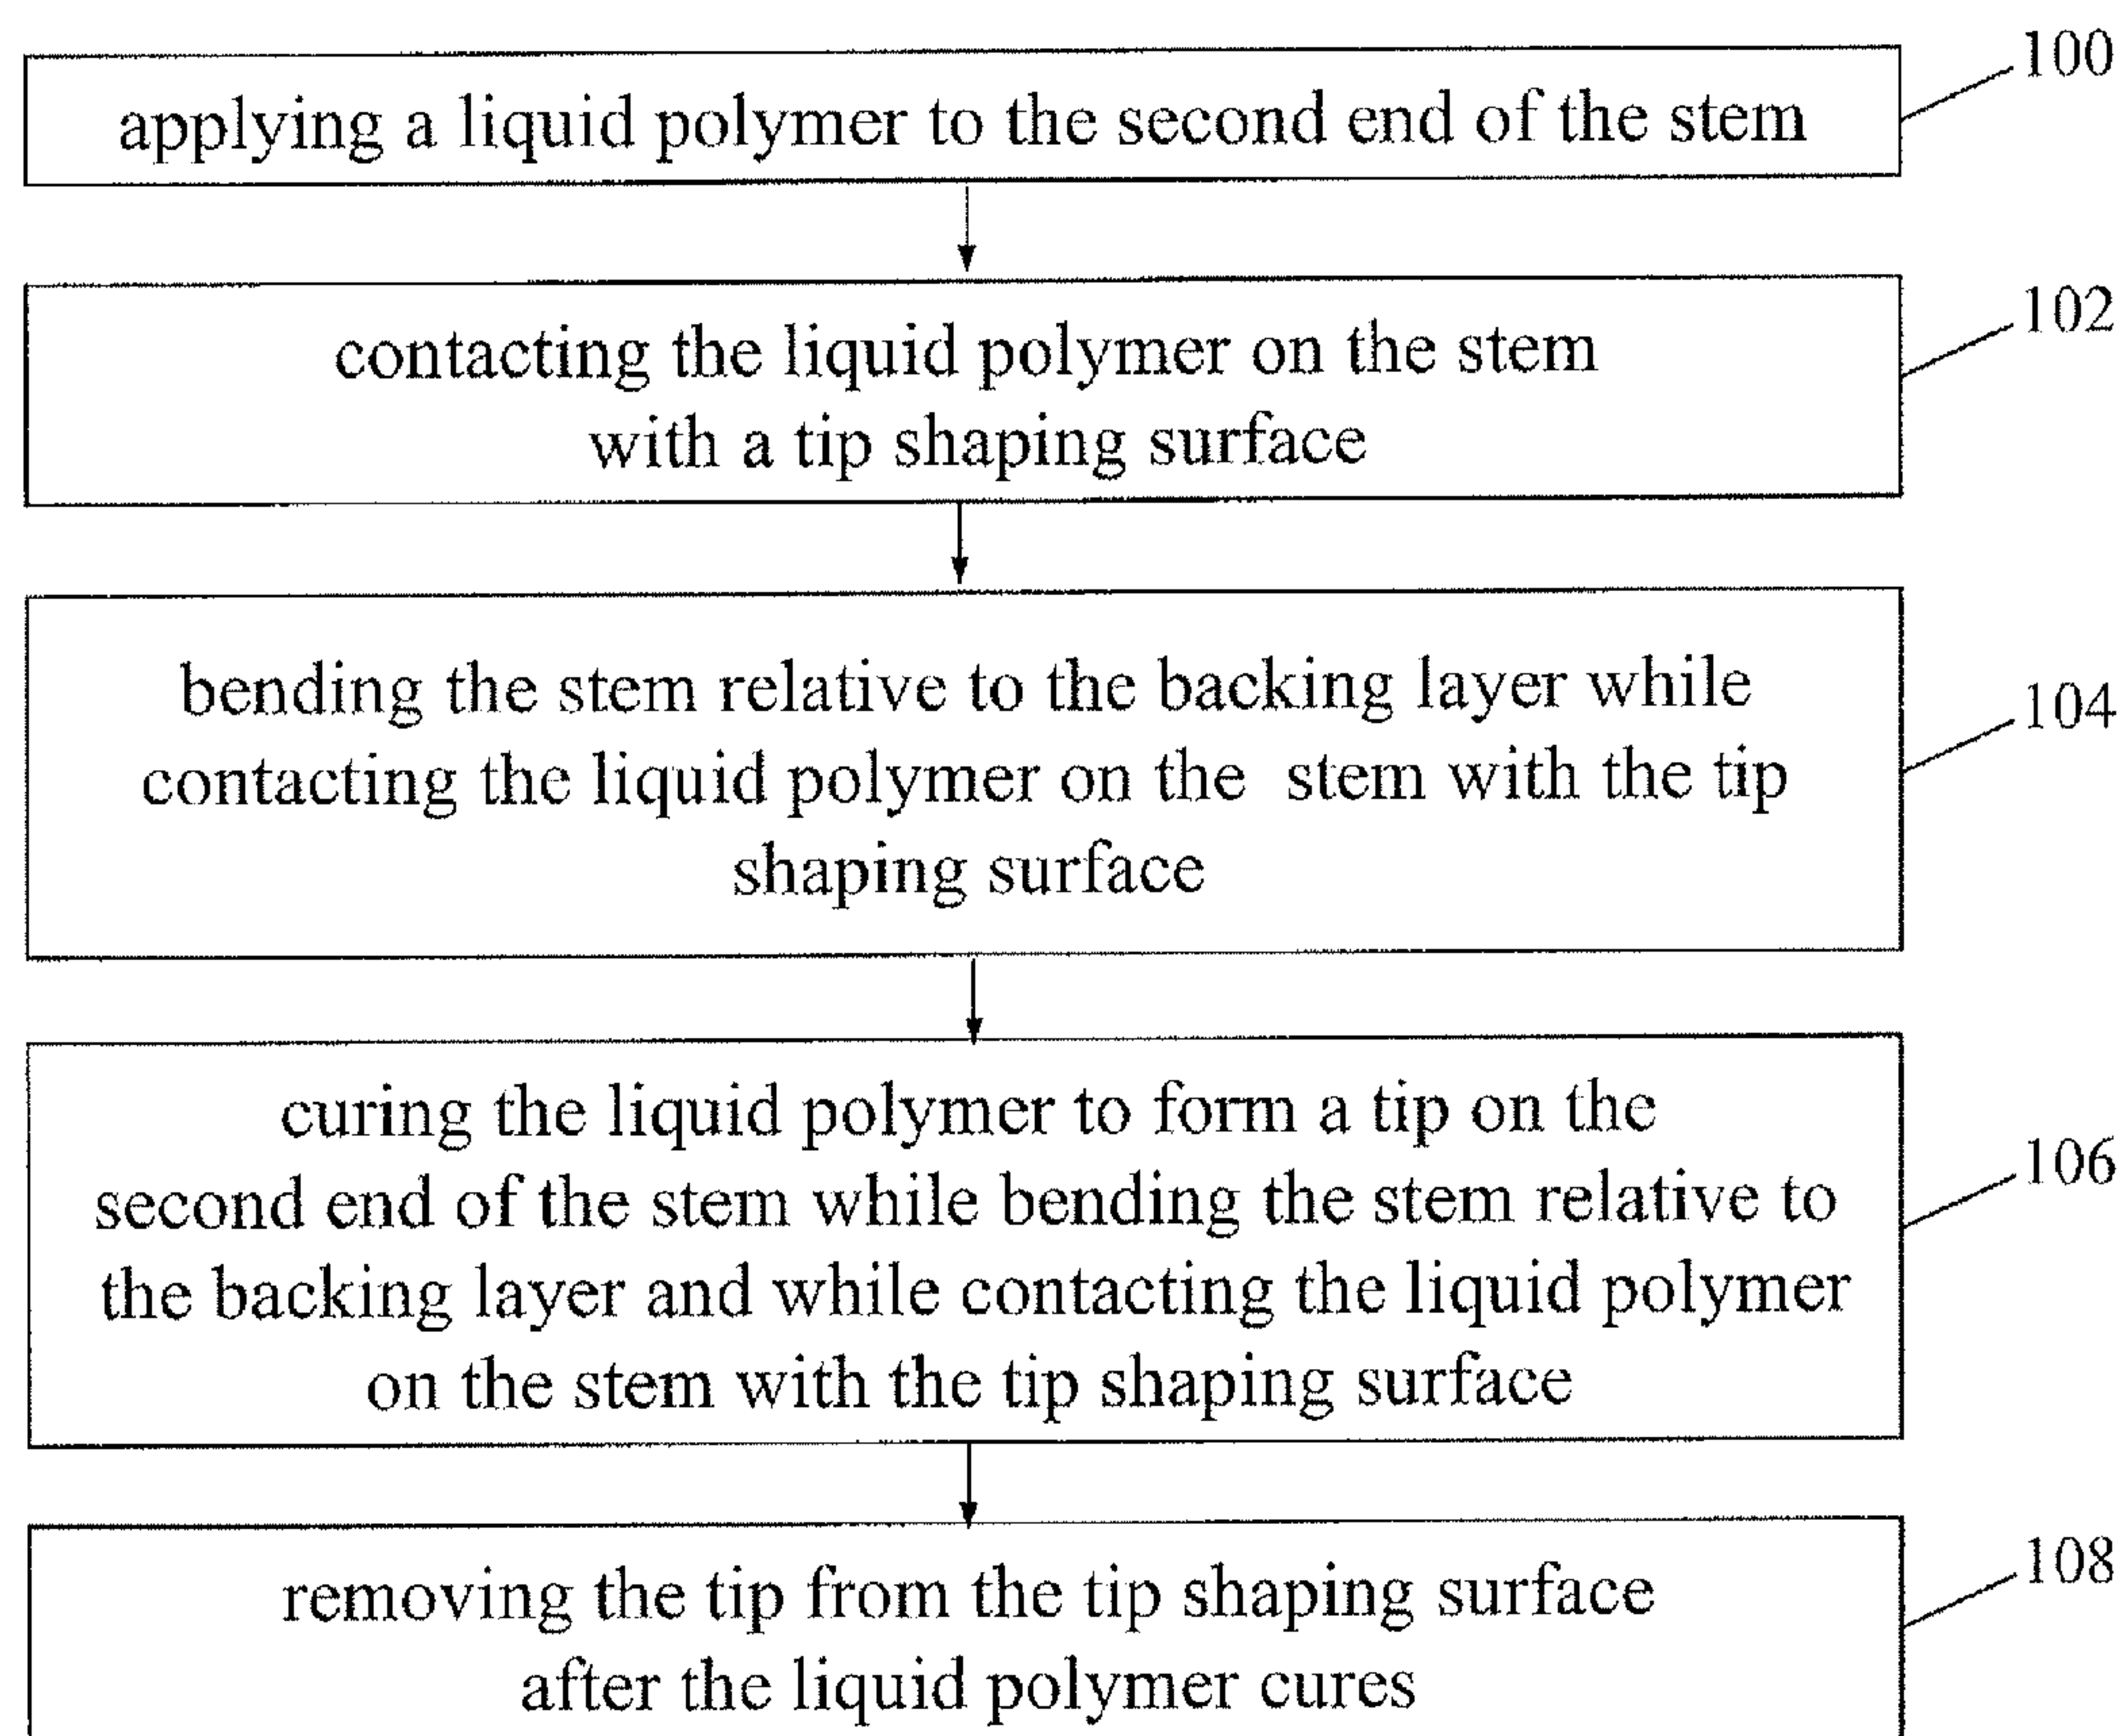 100
applying a liquid polymer to the second end of the stem
102
contacting the liquid polymer on the stem
with a tip shaping surface
104
bending the stem relative to the backing layer while
contacting the liquid polymer on the stem with the tip
shaping surface
106
curing the liquid polymer to form a tip on the
second end of the stem while bending the stem relative to
the backing layer and while contacting the liquid polymer
on the stem with the tip shaping surface
108
removing the tip from the tip shaping surface
after the liquid polymer cures